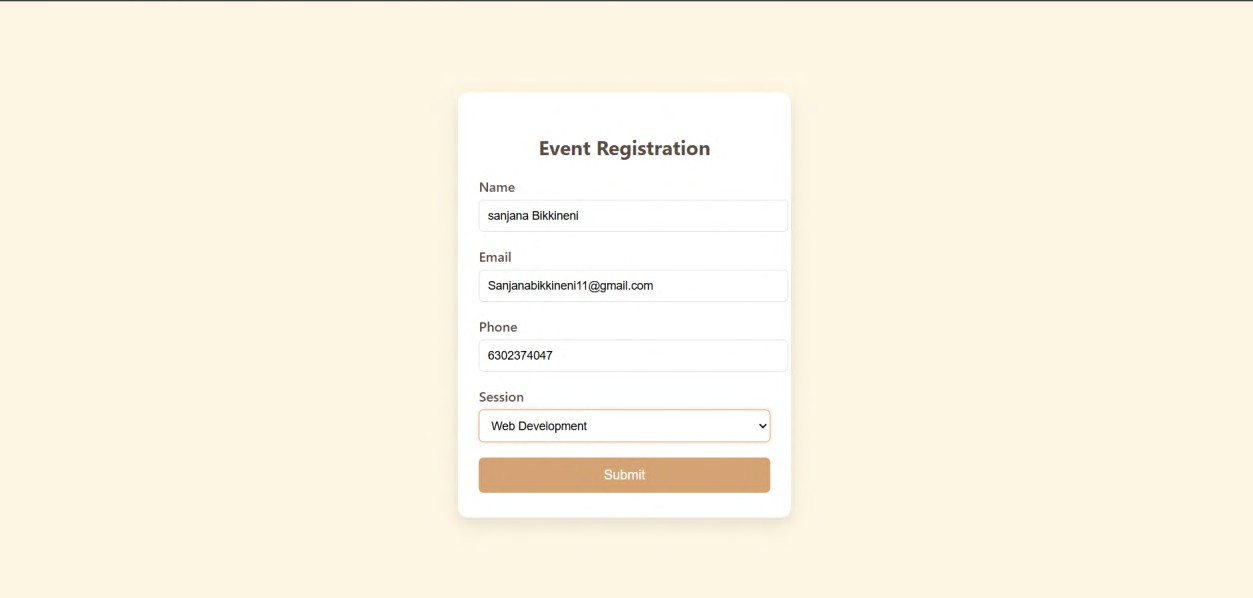 Event Registration
Name
sanjana Bikkineni
Email
Sanjanabikkineni11@gmail.com
Phone
6302374047
Session
Web Development
Submit